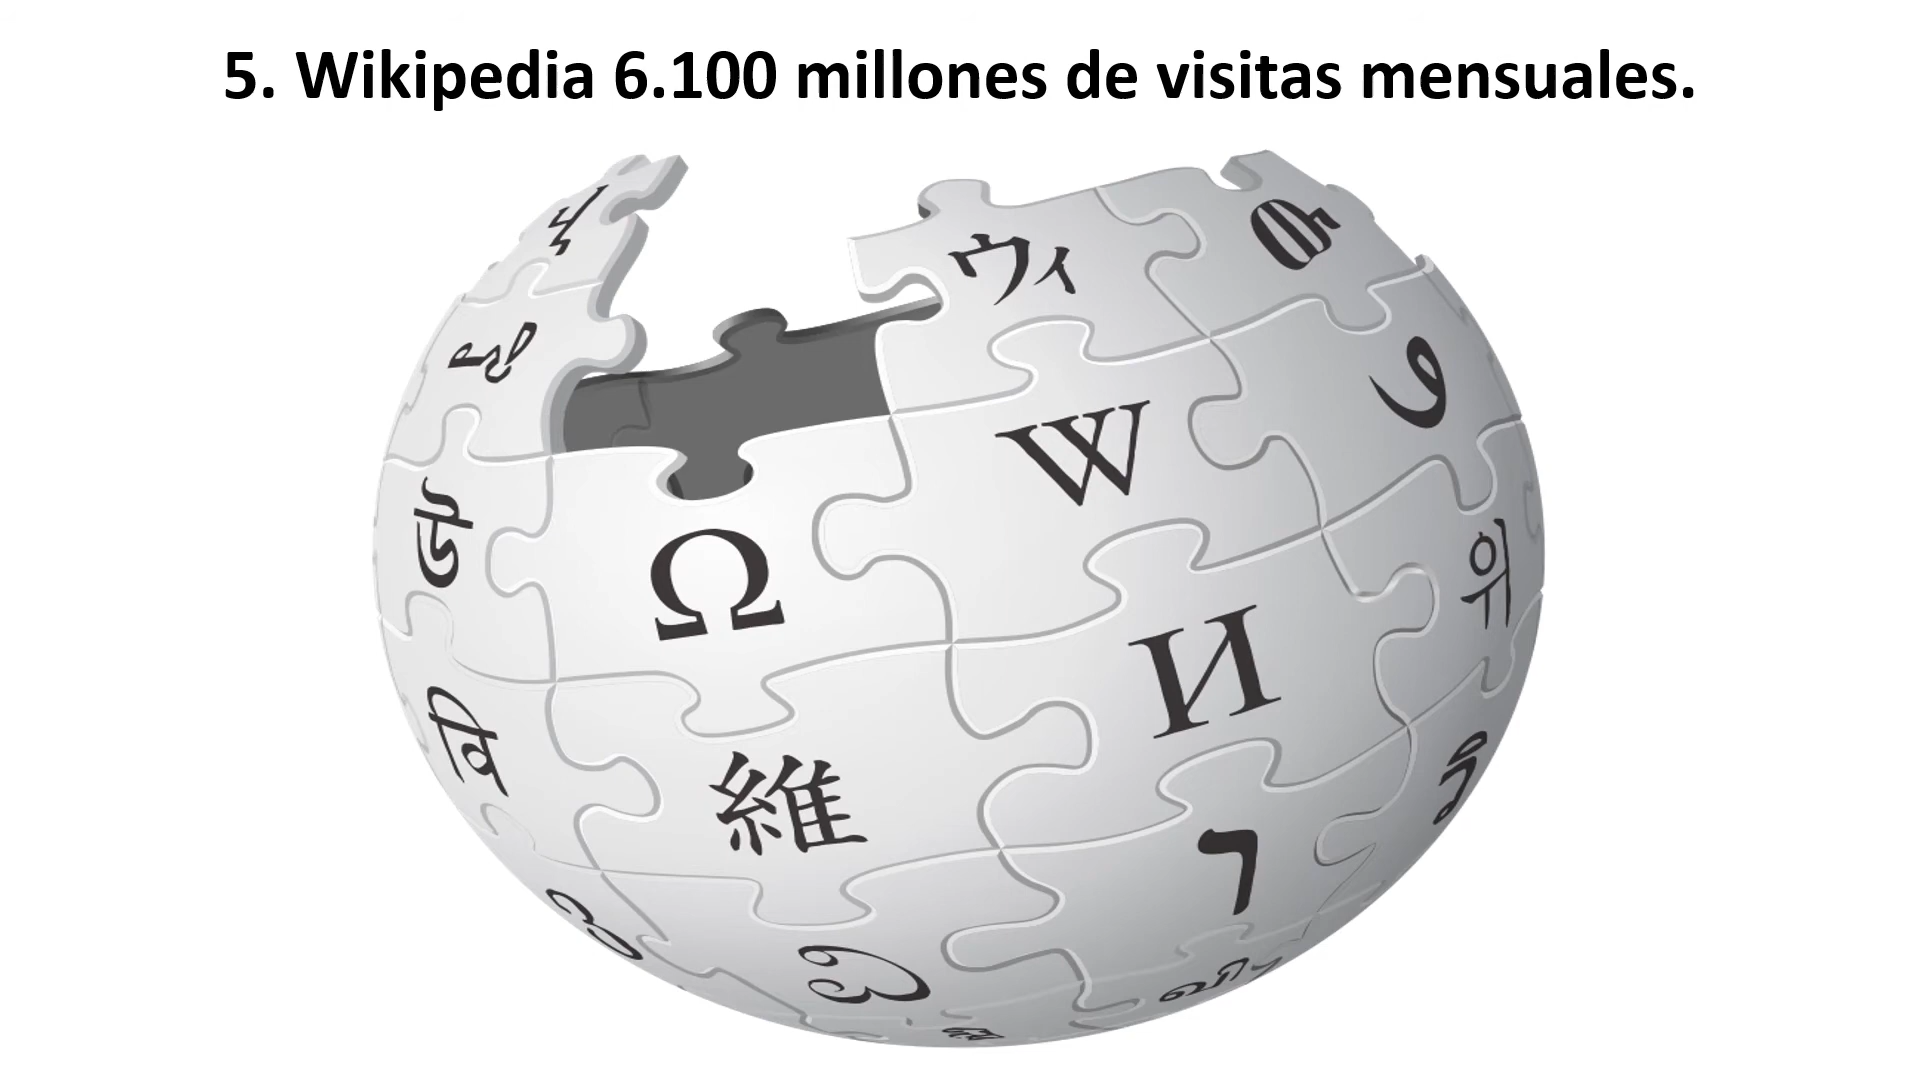 5. Wikipedia 6.100 millones de visitas mensuales.
ウィ
W
و
Ω
위
И
वि
維
ר